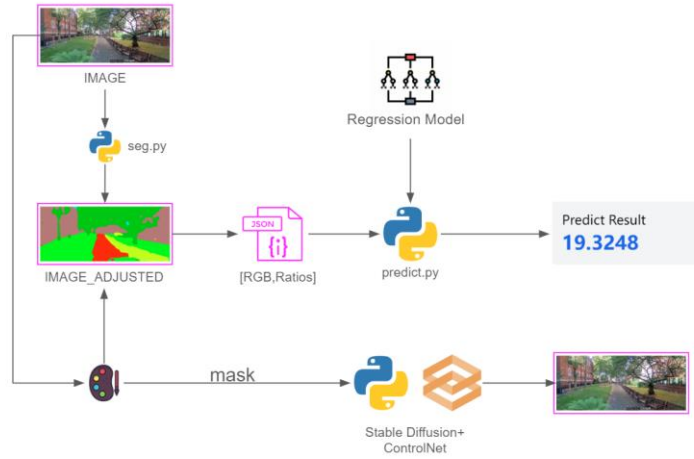 IMAGE
seg.py
Regression Model
IMAGE_ADJUSTED
JSON
{i}
[RGB,Ratios]
predict.py
Predict Result
19.3248
mask
Stable Diffusion+
ControlNet